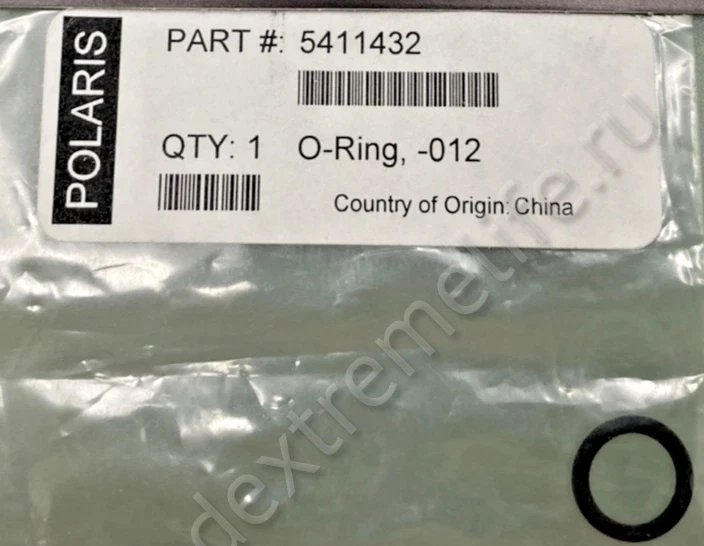 POLARIS
PART #: 5411432
QTY: 1 O-Ring, -012
Country of Origin: China
dextremelife.ru